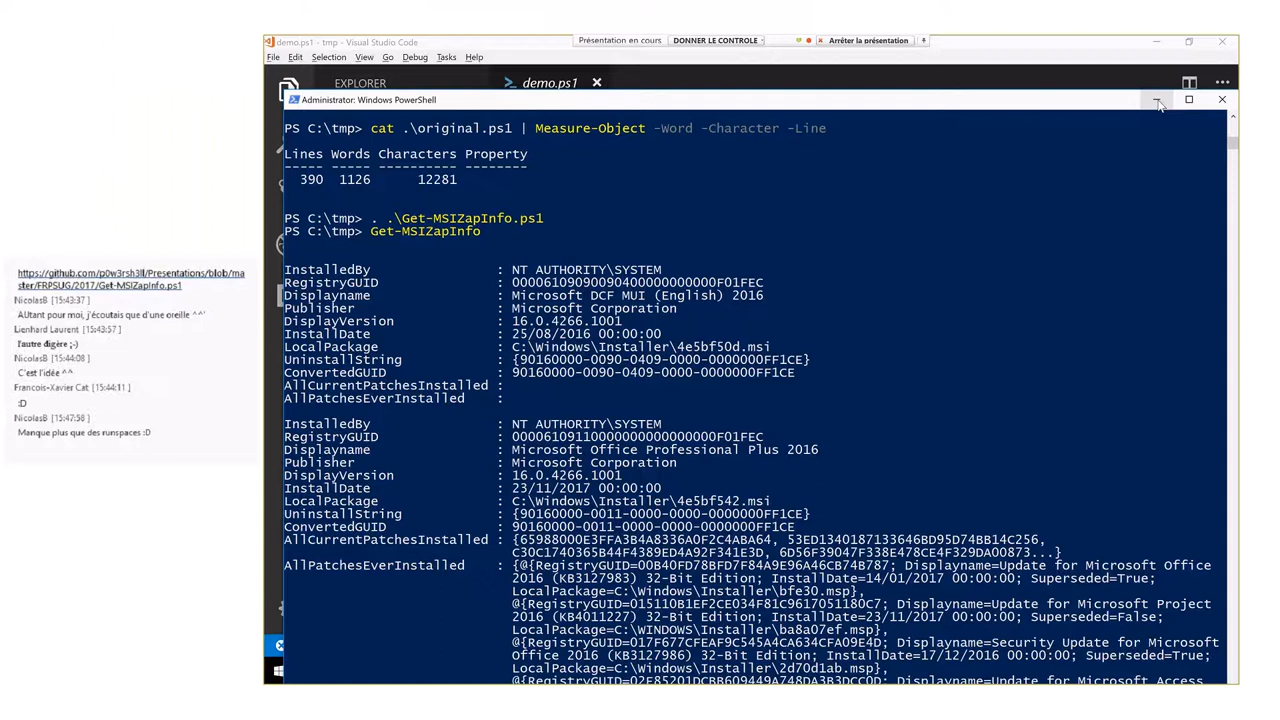 demo.ps1 - tmp - Visual Studio Code
Présentation en cours
DONNER LE CONTROLE
Arrêter la présentation
File Edit Selection View Go Debug Tasks Help
EXPLORER
demo.ps1
Administrator: Windows PowerShell
PS C:\tmp> cat .\original.ps1 | Measure-Object -Word -Character -Line
Lines Words Characters Property
----- ----- ---------- --------
390 1126 12281
PS C:\tmp> . .\Get-MSIZapInfo.ps1
PS C:\tmp> Get-MSIZapInfo
InstalledBy : NT AUTHORITY\SYSTEM
RegistryGUID : 00006109090090400000000000F01FEC
Displayname : Microsoft DCF MUI (English) 2016
Publisher : Microsoft Corporation
DisplayVersion : 16.0.4266.1001
InstallDate : 25/08/2016 00:00:00
LocalPackage : C:\Windows\Installer\4e5bf50d.msi
UninstallString : {90160000-0090-0409-0000-0000000FF1CE}
ConvertedGUID : 90160000-0090-0409-0000-0000000FF1CE
AllCurrentPatchesInstalled :
AllPatchesEverInstalled :
InstalledBy : NT AUTHORITY\SYSTEM
RegistryGUID : 00006109110000000000000000F01FEC
Displayname : Microsoft Office Professional Plus 2016
Publisher : Microsoft Corporation
DisplayVersion : 16.0.4266.1001
InstallDate : 23/11/2017 00:00:00
LocalPackage : C:\Windows\Installer\4e5bf542.msi
UninstallString : {90160000-0011-0000-0000-0000000FF1CE}
ConvertedGUID : 90160000-0011-0000-0000-0000000FF1CE
AllCurrentPatchesInstalled : {65988000E3FFA3B4A8336A0F2C4ABA64, 53ED1340187133646BD95D74BB14C256,
C30C1740365B44F4389ED4A92F341E3D, 6D56F39047F338E478CE4F329DA00873...}
AllPatchesEverInstalled : {@{RegistryGUID=00B40FD78BFD7F84A9E96A46CB74B787; Displayname=Update for Microsoft Office
2016 (KB3127983) 32-Bit Edition; InstallDate=14/01/2017 00:00:00; Superseded=True;
LocalPackage=C:\Windows\Installer\bfe30.msp},
@{RegistryGUID=015110B1EF2CE034F81C9617051180C7; Displayname=Update for Microsoft Project
2016 (KB4011227) 32-Bit Edition; InstallDate=23/11/2017 00:00:00; Superseded=False;
LocalPackage=C:\WINDOWS\Installer\ba8a07ef.msp},
@{RegistryGUID=017F677CFEAF9C545A4CA634CFA09E4D; Displayname=Security Update for Microsoft
Office 2016 (KB3127986) 32-Bit Edition; InstallDate=17/12/2016 00:00:00; Superseded=True;
LocalPackage=C:\Windows\Installer\2d70d1ab.msp},
@{RegistryGUID=02F85201DCBB609449A748DA3B3DCC0D; Displayname=Update for Microsoft Access
https://github.com/p0w3rsh3ll/Presentations/blob/ma
ster/FRPSUG/2017/Get-MSIZapInfo.ps1
NicolasB [15:43:37 ]
AUtant pour moi, j'écoutais que d'une oreille ^^'
Lienhard Laurent [15:43:57 ]
l'autre digère ;-)
NicolasB [15:44:08 ]
C'est l'idée ^^
Francois-Xavier Cat [15:44:11 ]
:D
NicolasB [15:47:58 ]
Manque plus que des runspaces :D